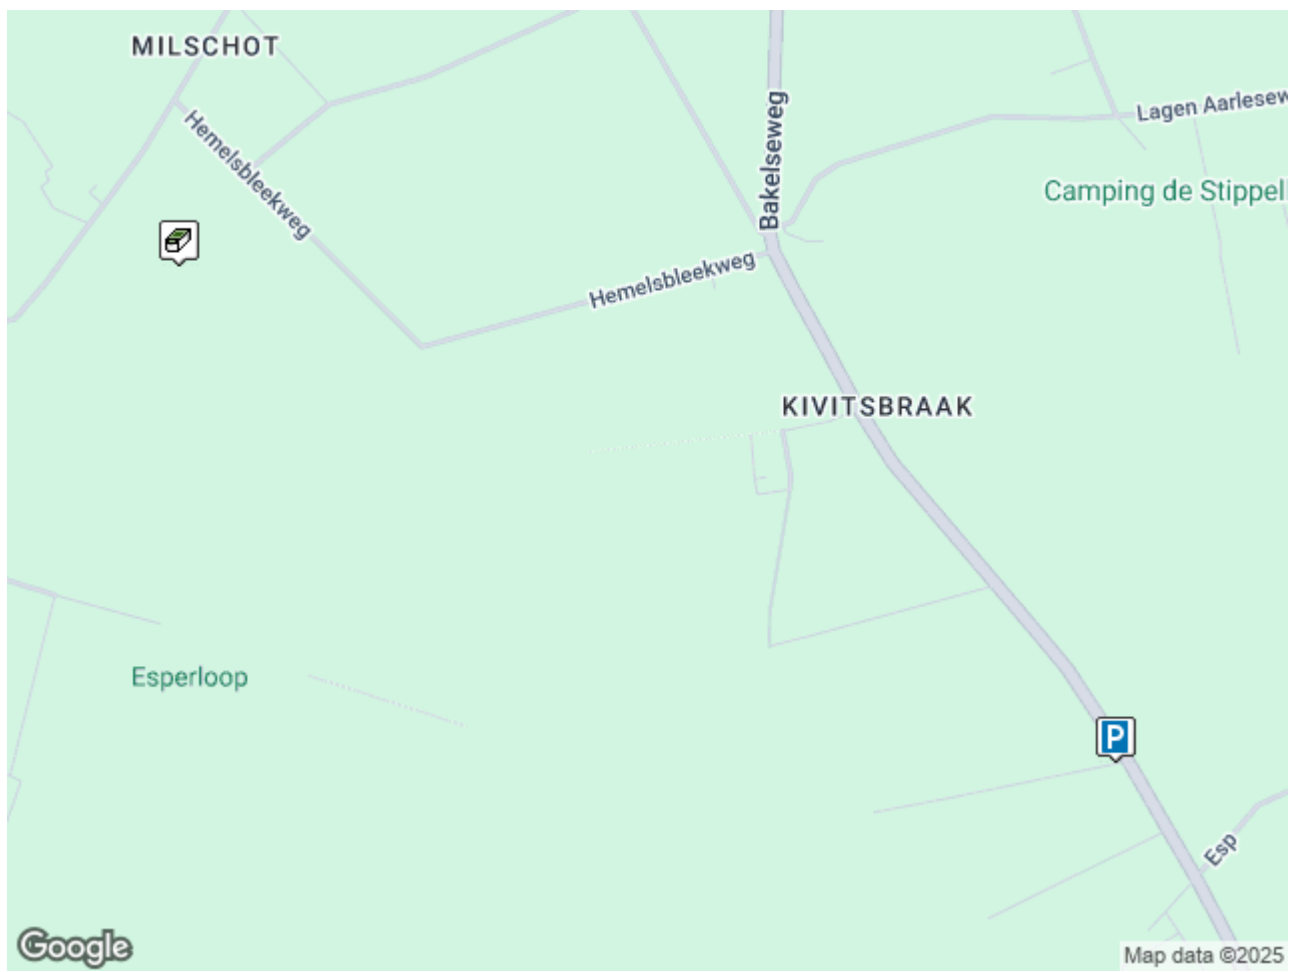 MILSCHOT
Hemelsbleekweg
Bakelseweg
Lagen Aarlesew
Camping de Stippel
Hemelsbleekweg
KIVITSBRAAK
Esperloop
P
Esp
Google
Map data ©2025